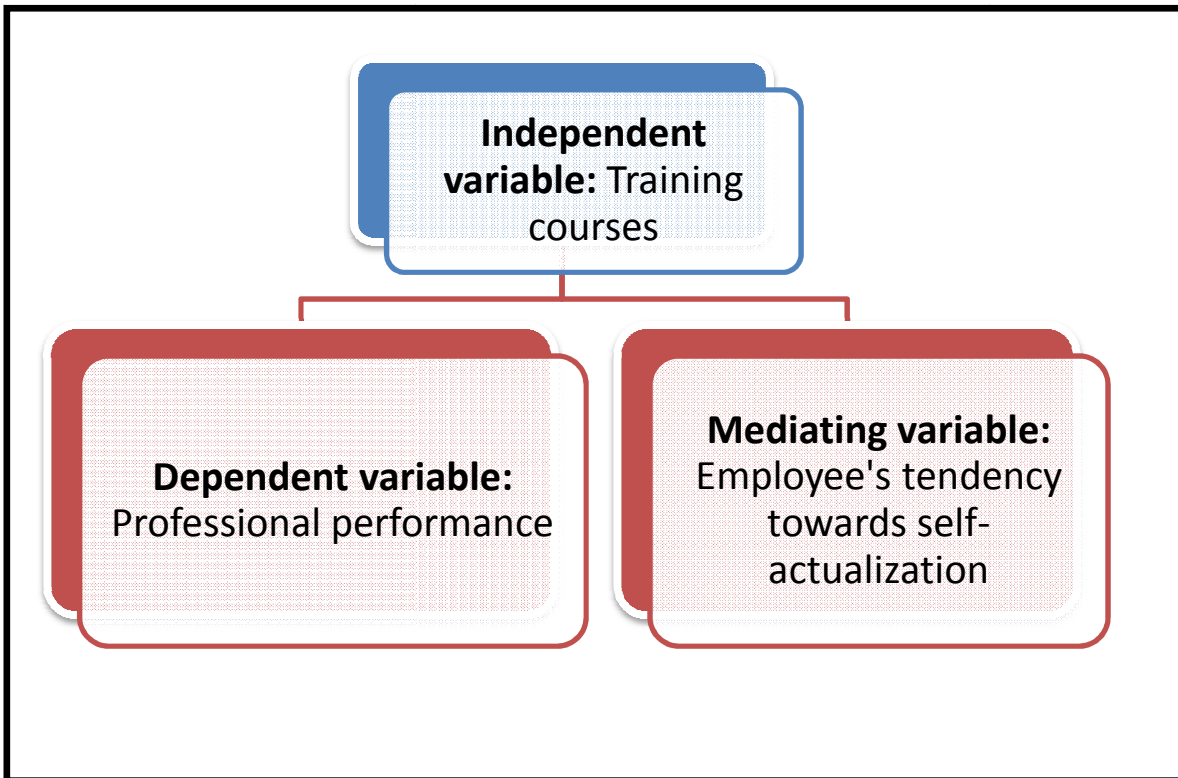 Independent
variable: Training
courses
Dependent variable:
Professional performance
Mediating variable:
Employee's tendency
towards self-
actualization